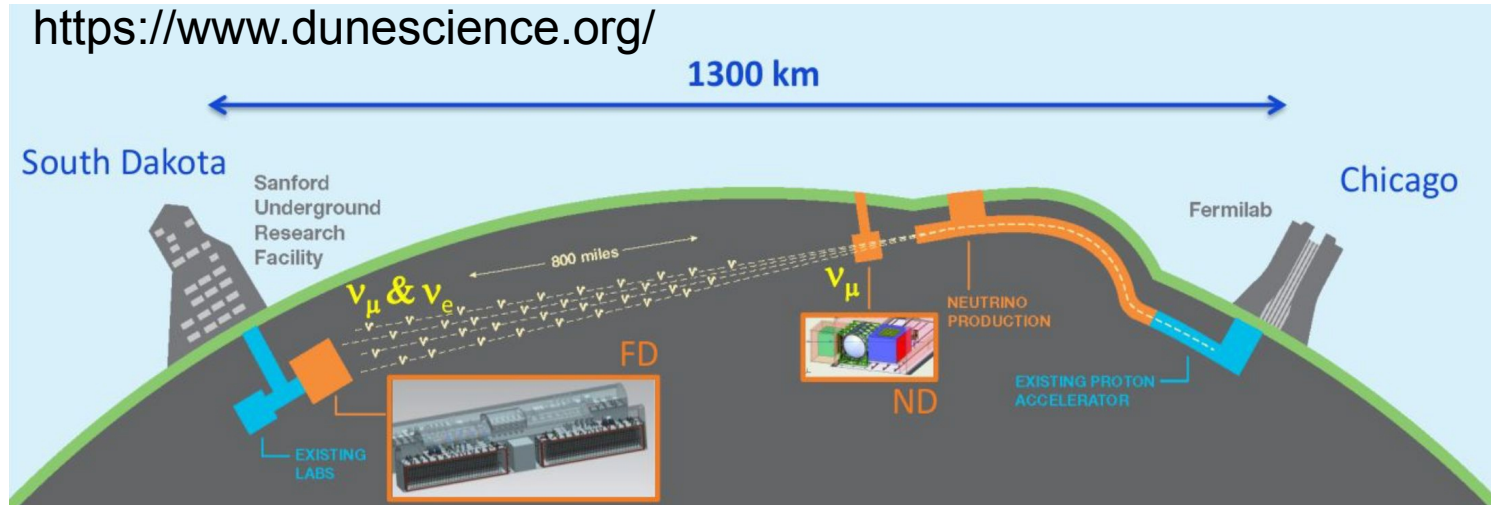 https://www.dunescience.org/
1300 km
South Dakota
Chicago
Sanford
Underground
Research
Facility
Fermilab
800 miles
νμ & νe
νμ
NEUTRINO
PRODUCTION
FD
ND
EXISTING PROTON
ACCELERATOR
EXISTING
LABS